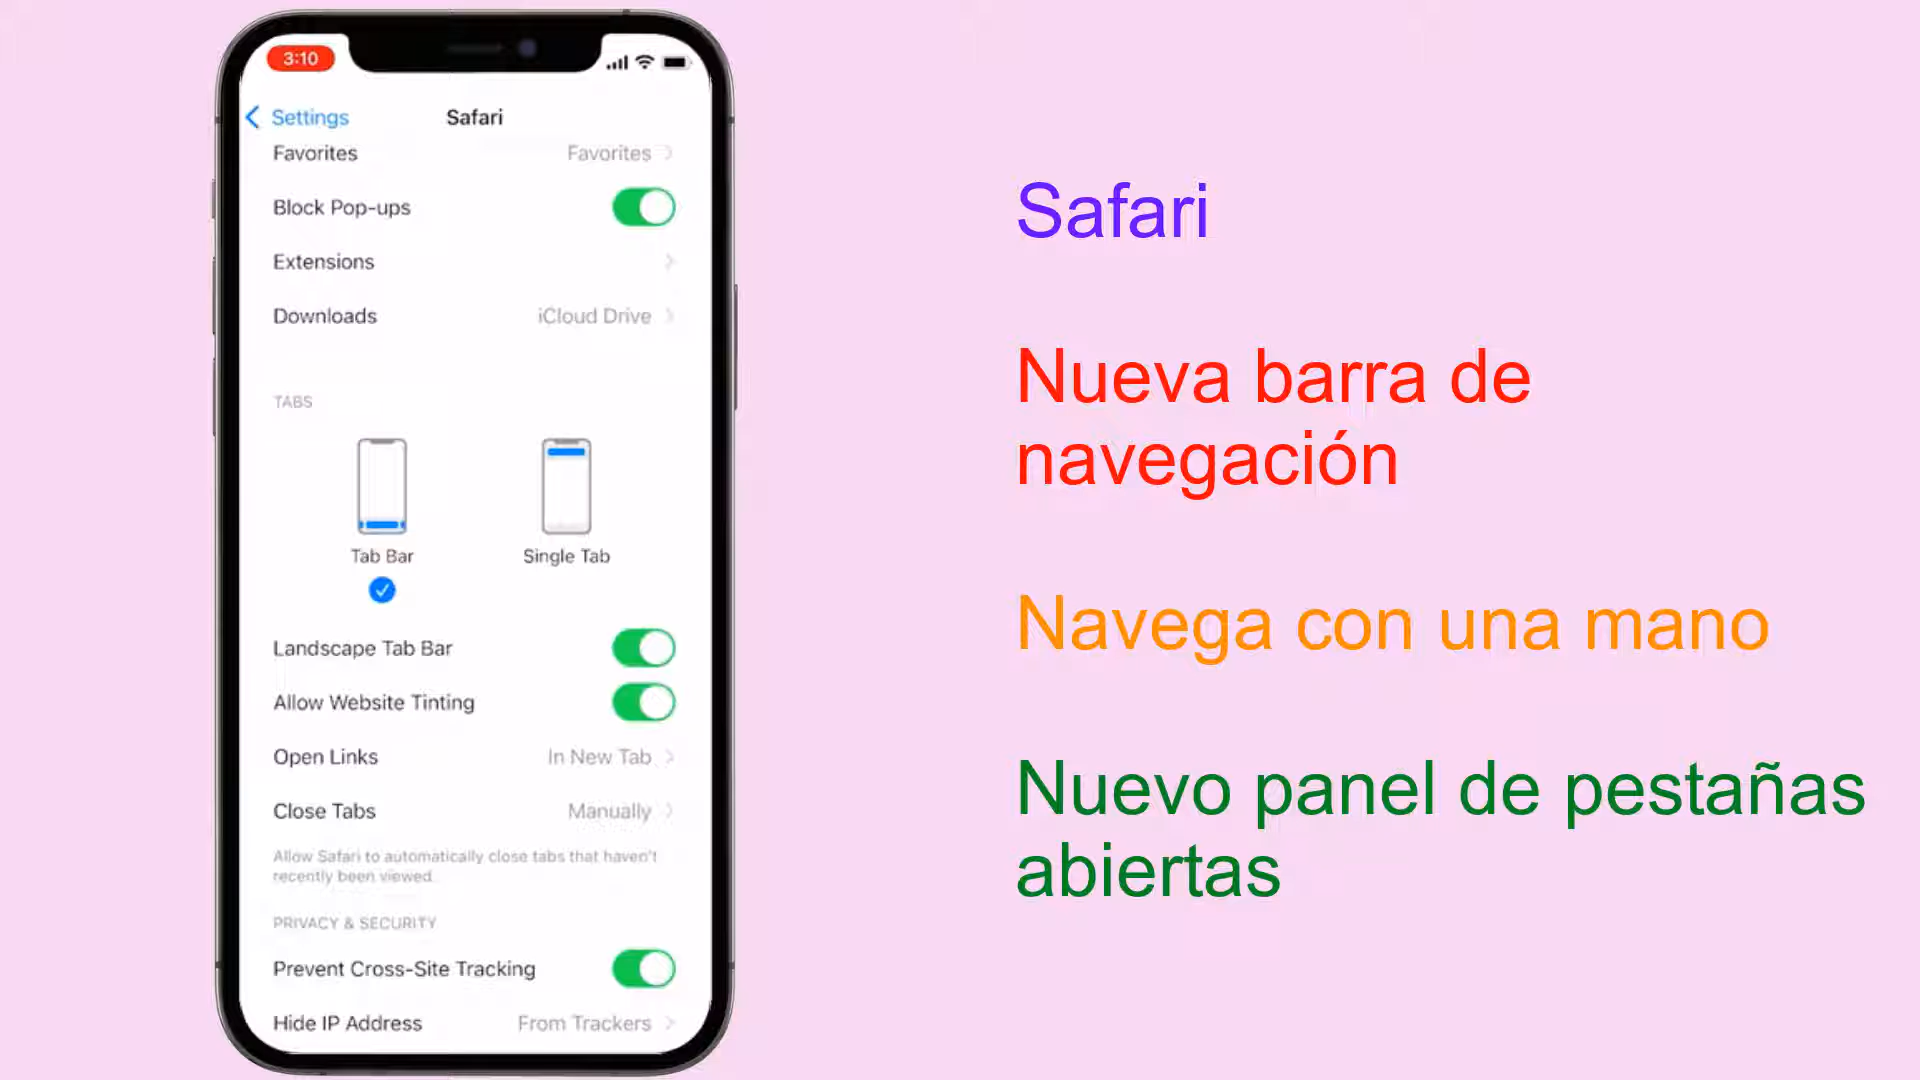 3:10
Settings
Safari
Favorites Favorites
Block Pop-ups
Extensions
Downloads iCloud Drive
TABS
Tab Bar Single Tab
Landscape Tab Bar
Allow Website Tinting
Open Links In New Tab
Close Tabs Manually
Allow Safari to automatically close tabs that haven't
recently been viewed.
PRIVACY & SECURITY
Prevent Cross-Site Tracking
Hide IP Address From Trackers
Safari
Nueva barra de
navegación
Navega con una mano
Nuevo panel de pestañas
abiertas